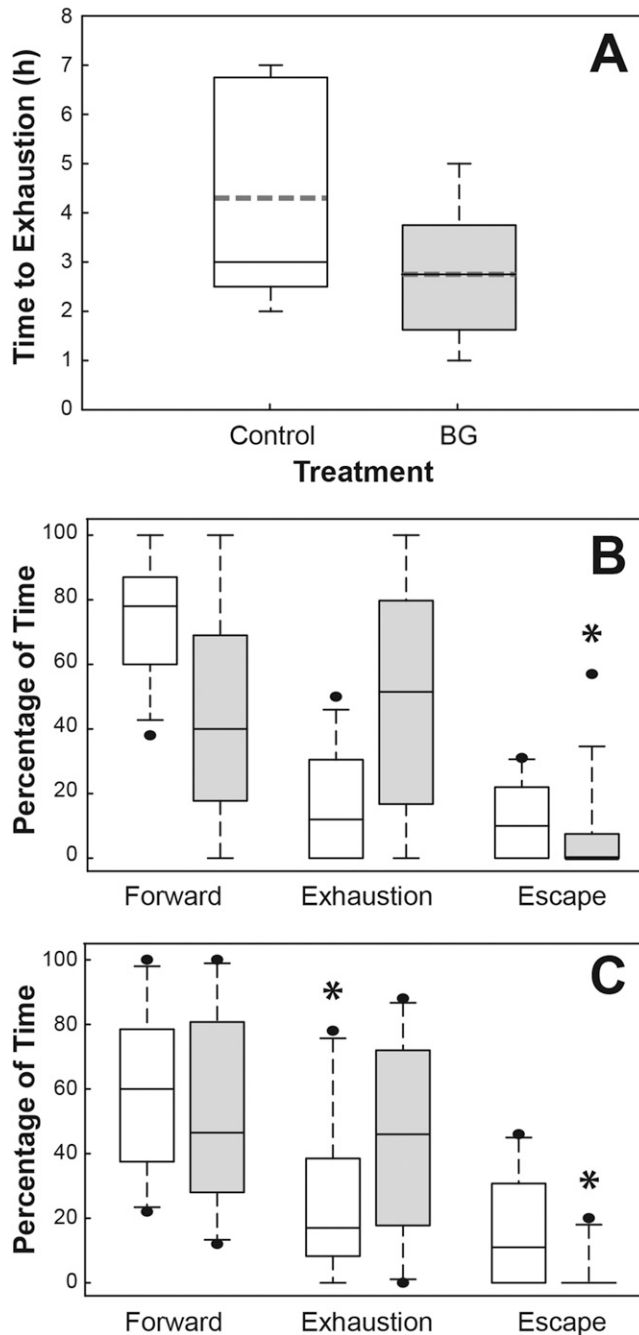 A
Time to Exhaustion (h)
8
7
6
5
4
3
2
1
0
Control BG
Treatment
B
Percentage of Time
100
80
60
40
20
0
*
Forward Exhaustion Escape
C
Percentage of Time
100
80
60
40
20
0
*
*
Forward Exhaustion Escape